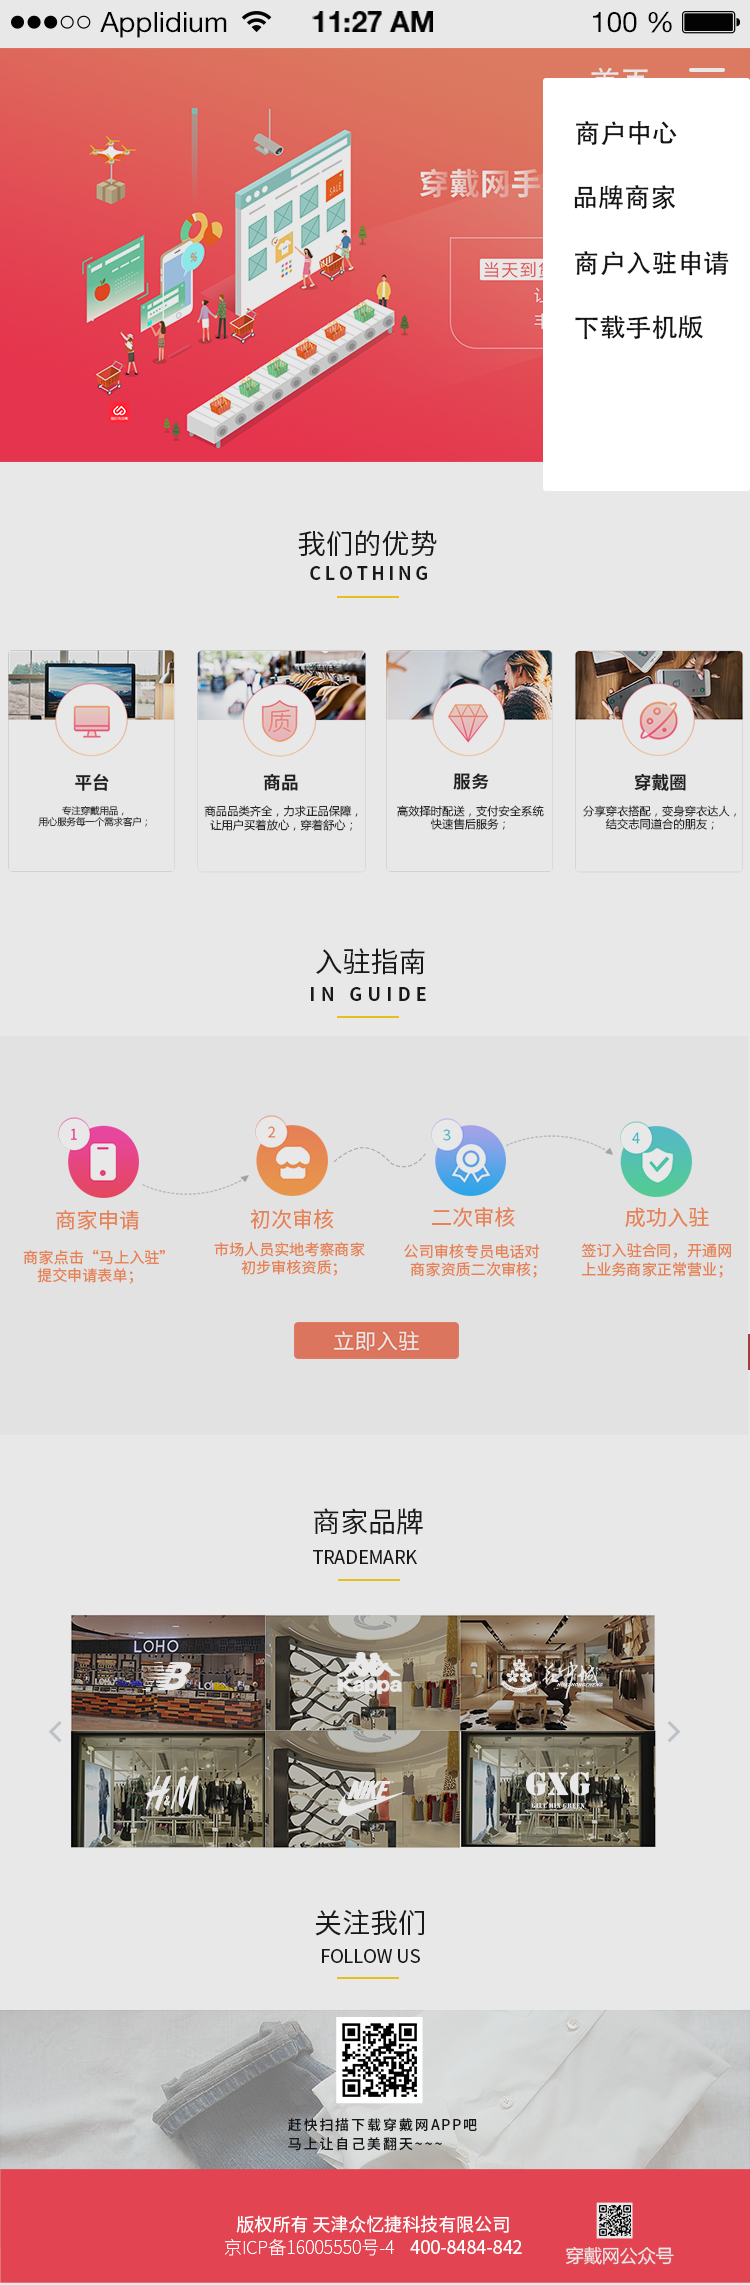 Applidium 11:27 AM 100 %
商户中心
品牌商家
商户入驻申请
下载手机版
穿戴网手
当天到货
SALE
我们的优势
CLOTHING
质
平台
专注穿戴用品，
用心服务每一个需求客户；
商品
商品品类齐全，力求正品保障，
让用户买着放心，穿着舒心；
服务
高效择时配送，支付安全系统
快速售后服务；
穿戴圈
分享穿衣搭配，变身穿衣达人，
结交志同道合的朋友；
入驻指南
IN GUIDE
1
商家申请
商家点击“马上入驻”
提交申请表单；
2
初次审核
市场人员实地考察商家
初步审核资质；
3
二次审核
公司审核专员电话对
商家资质二次审核；
4
成功入驻
签订入驻合同，开通网
上业务商家正常营业；
立即入驻
商家品牌
TRADEMARK
LOHO
Kappa
H&M
NIKE
GXG
关注我们
FOLLOW US
赶快扫描下载穿戴网APP吧
马上让自己美翻天~~~
版权所有 天津众忆捷科技有限公司
京ICP备16005550号-4 400-8484-842
穿戴网公众号